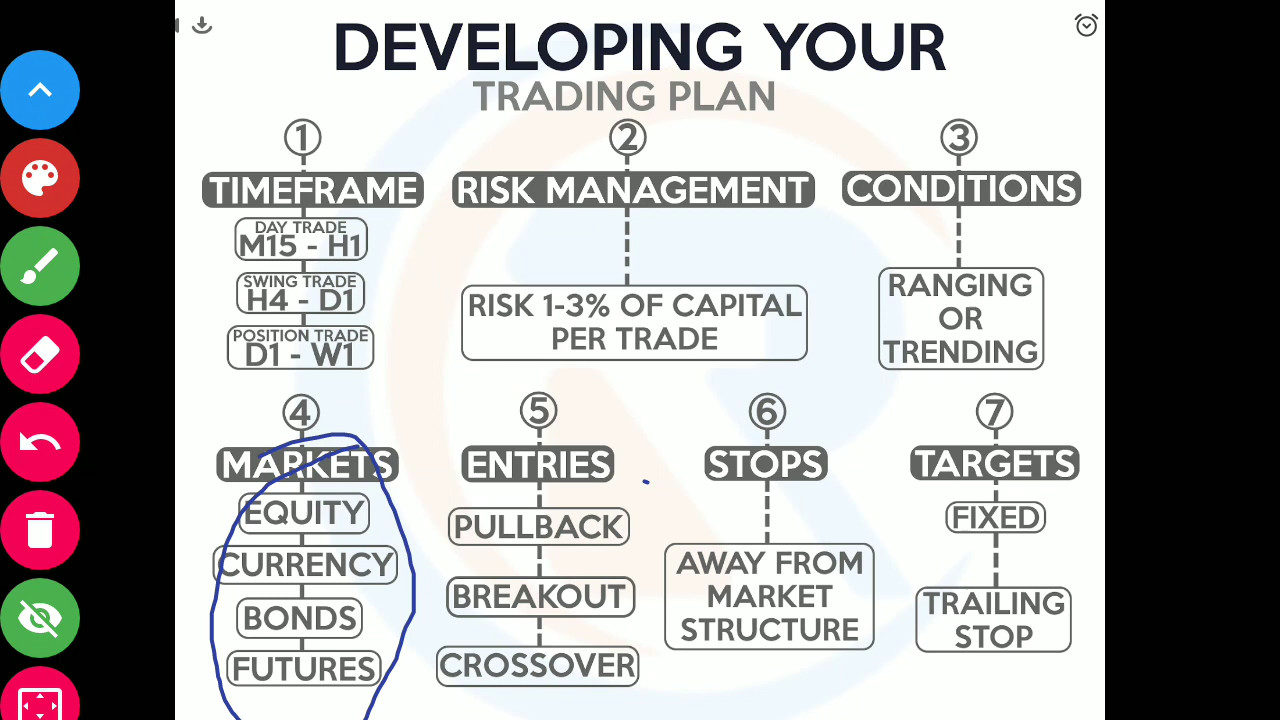 DEVELOPING YOUR
TRADING PLAN
1
TIMEFRAME
DAY TRADE
M15 - H1
SWING TRADE
H4 - D1
POSITION TRADE
D1 - W1
2
RISK MANAGEMENT
RISK 1-3% OF CAPITAL
PER TRADE
3
CONDITIONS
RANGING
OR
TRENDING
4
MARKETS
EQUITY
CURRENCY
BONDS
FUTURES
5
ENTRIES
PULLBACK
BREAKOUT
CROSSOVER
6
STOPS
AWAY FROM
MARKET
STRUCTURE
7
TARGETS
FIXED
TRAILING
STOP